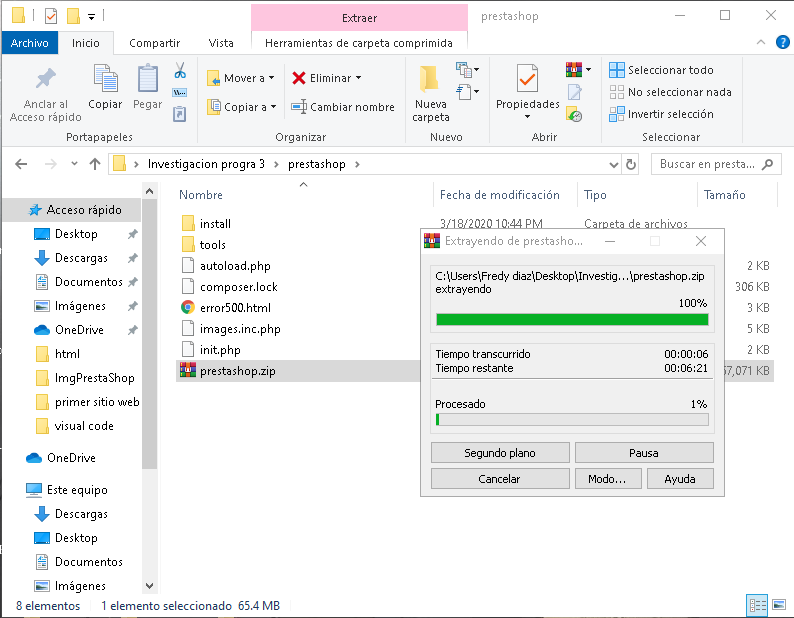 Extraer
prestashop
Archivo
Inicio
Compartir
Vista
Herramientas de carpeta comprimida
Anclar al
Acceso rápido
Copiar
Pegar
Mover a
Copiar a
Eliminar
Cambiar nombre
Nueva
carpeta
Propiedades
Seleccionar todo
No seleccionar nada
Invertir selección
Portapapeles
Organizar
Nuevo
Abrir
Seleccionar
Investigacion progra 3 > prestashop >
Buscar en presta...
Nombre
Fecha de modificación
Tipo
Tamaño
Acceso rápido
Desktop
Descargas
Documentos
Imágenes
OneDrive
html
ImgPrestaShop
primer sitio web
visual code
OneDrive
Este equipo
Descargas
Desktop
Documentos
Imágenes
install
3/18/2020 10:44 PM
Carpeta de archivos
tools
autoload.php
2 KB
composer.lock
306 KB
error500.html
3 KB
images.inc.php
5 KB
init.php
2 KB
prestashop.zip
7,071 KB
Extrayendo de prestasho...
C:\Users\Fredy diaz\Desktop\Investig...\prestashop.zip
extrayendo
100%
Tiempo transcurrido 00:00:06
Tiempo restante 00:06:21
Procesado 1%
Segundo plano
Pausa
Cancelar
Modo...
Ayuda
8 elementos
1 elemento seleccionado 65.4 MB